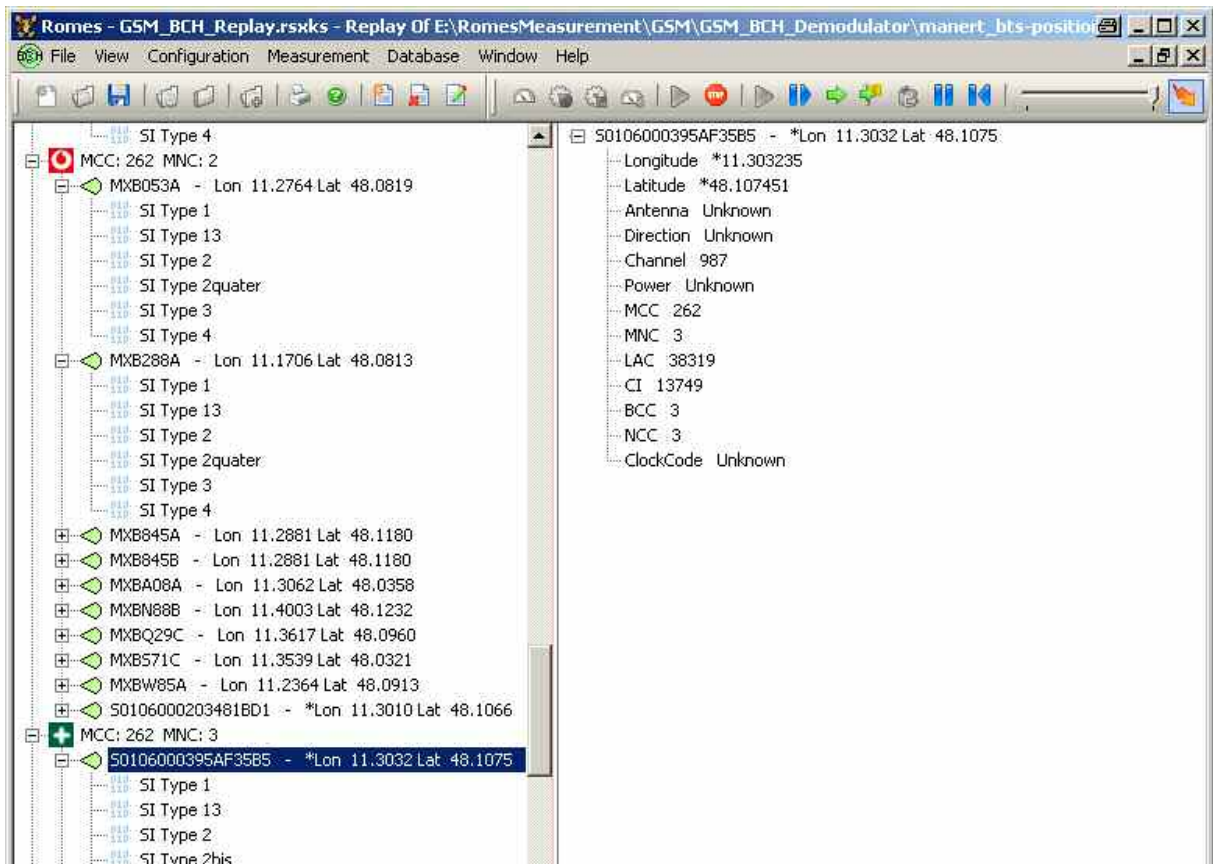 Romes - GSM_BCH_Replay.rsxks - Replay Of E:\RomesMeasurement\GSM\GSM_BCH_Demodulator\manert_bts-position
File View Configuration Measurement Database Window Help
SI Type 4
MCC: 262 MNC: 2
MXB053A - Lon 11.2764 Lat 48.0819
SI Type 1
SI Type 13
SI Type 2
SI Type 2quater
SI Type 3
SI Type 4
MXB288A - Lon 11.1706 Lat 48.0813
SI Type 1
SI Type 13
SI Type 2
SI Type 2quater
SI Type 3
SI Type 4
MXB845A - Lon 11.2881 Lat 48.1180
MXB845B - Lon 11.2881 Lat 48.1180
MXBA08A - Lon 11.3062 Lat 48.0358
MXBN88B - Lon 11.4003 Lat 48.1232
MXBQ29C - Lon 11.3617 Lat 48.0960
MXBS71C - Lon 11.3539 Lat 48.0321
MXBW85A - Lon 11.2364 Lat 48.0913
S0106000203481BD1 - *Lon 11.3010 Lat 48.1066
MCC: 262 MNC: 3
S0106000395AF35B5 - *Lon 11.3032 Lat 48.1075
SI Type 1
SI Type 13
SI Type 2
SI Type 2bis
S0106000395AF35B5 - *Lon 11.3032 Lat 48.1075
Longitude *11.303235
Latitude *48.107451
Antenna Unknown
Direction Unknown
Channel 987
Power Unknown
MCC 262
MNC 3
LAC 38319
CI 13749
BCC 3
NCC 3
ClockCode Unknown